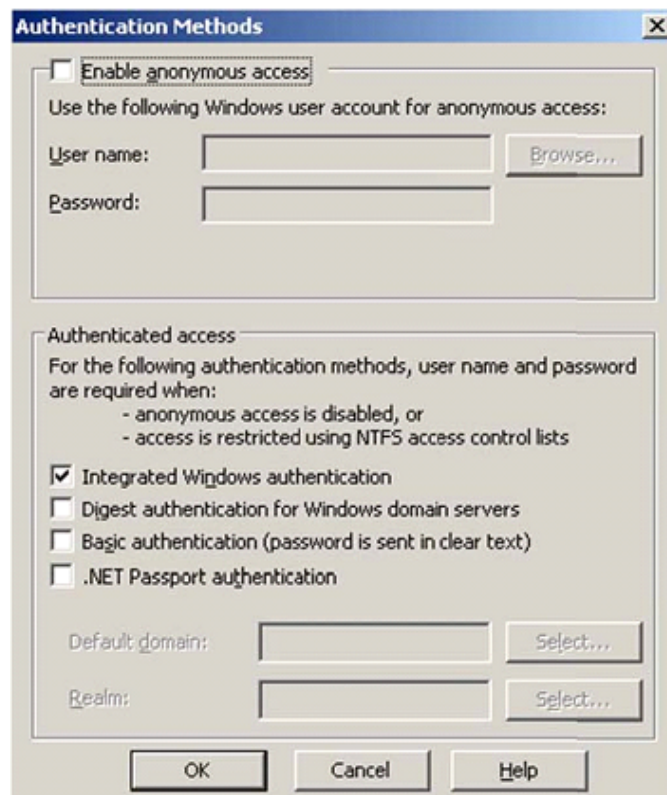 Authentication Methods
Enable anonymous access
Use the following Windows user account for anonymous access:
User name:
Browse...
Password:
Authenticated access
For the following authentication methods, user name and password
are required when:
- anonymous access is disabled, or
- access is restricted using NTFS access control lists
Integrated Windows authentication
Digest authentication for Windows domain servers
Basic authentication (password is sent in clear text)
.NET Passport authentication
Default domain:
Select...
Realm:
Select...
OK
Cancel
Help